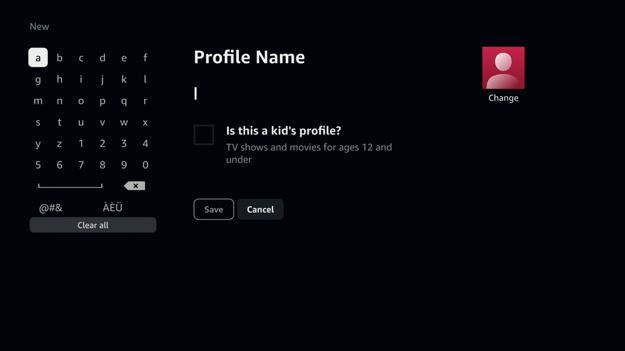 New
Profile Name
a b c d e f
g h i j k l
m n o p q r
s t u v w x
y z 1 2 3 4
5 6 7 8 9 0
@#& ÀÈÜ
Clear all
Is this a kid's profile?
TV shows and movies for ages 12 and
under
Save Cancel
Change